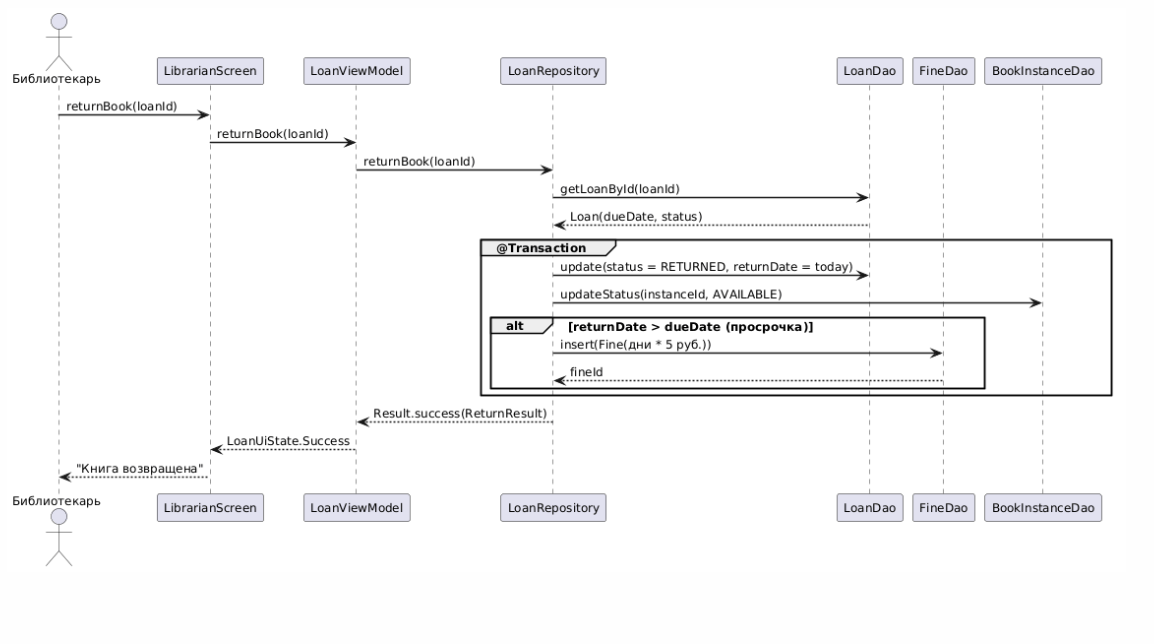 Библиотекарь
LibrarianScreen
LoanViewModel
LoanRepository
LoanDao
FineDao
BookInstanceDao
returnBook(loanId)
returnBook(loanId)
returnBook(loanId)
getLoanById(loanId)
Loan(dueDate, status)
@Transaction
update(status = RETURNED, returnDate = today)
updateStatus(instanceId, AVAILABLE)
alt [returnDate > dueDate (просрочка)]
insert(Fine(дни * 5 руб.))
fineId
Result.success(ReturnResult)
LoanUiState.Success
"Книга возвращена"
Библиотекарь
LibrarianScreen
LoanViewModel
LoanRepository
LoanDao
FineDao
BookInstanceDao